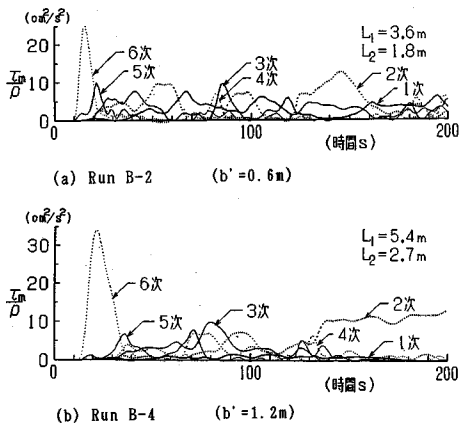 (cm²/s²)
20
10
0
τm/ρ
6次
5次
3次
4次
2次
1次
L₁=3.6m
L₂=1.8m
100
200
(時間s)
(a) Run B-2 (b'=0.6m)
(cm²/s²)
30
20
10
0
τm/ρ
6次
5次
3次
2次
4次
1次
L₁=5.4m
L₂=2.7m
100
200
(時間s)
(b) Run B-4 (b'=1.2m)